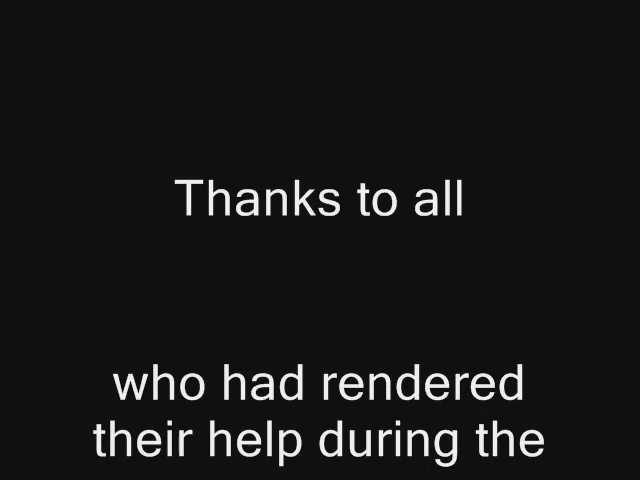 Thanks to all
who had rendered
their help during the